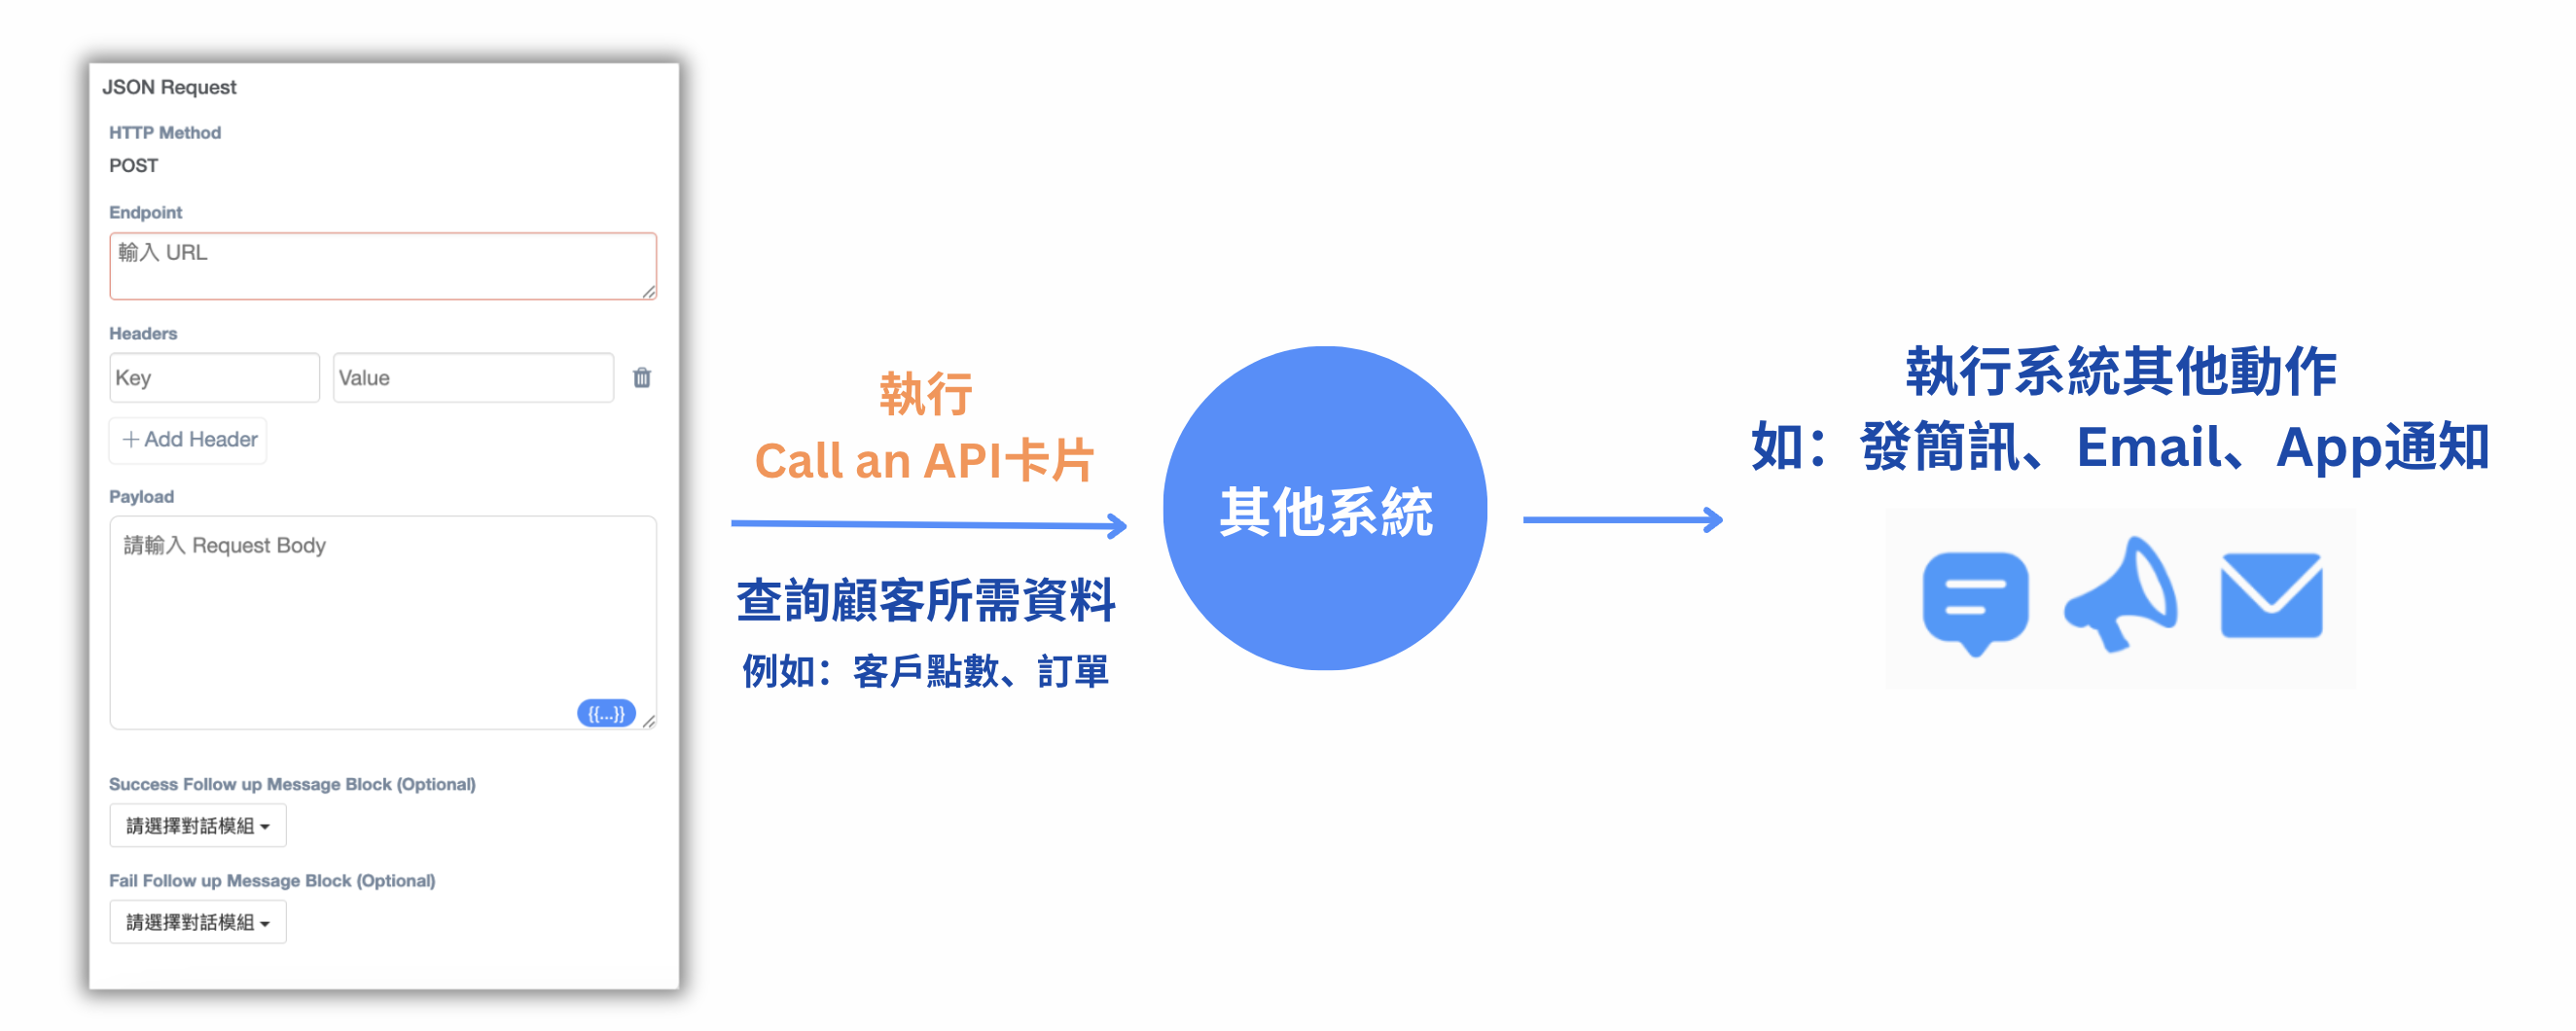 JSON Request
HTTP Method
POST
Endpoint
輸入 URL
Headers
Key
Value
+ Add Header
Payload
請輸入 Request Body
{{...}}
Success Follow up Message Block (Optional)
請選擇對話模組
Fail Follow up Message Block (Optional)
請選擇對話模組
執行
Call an API卡片
查詢顧客所需資料
例如：客戶點數、訂單
其他系統
執行系統其他動作
如：發簡訊、Email、App通知